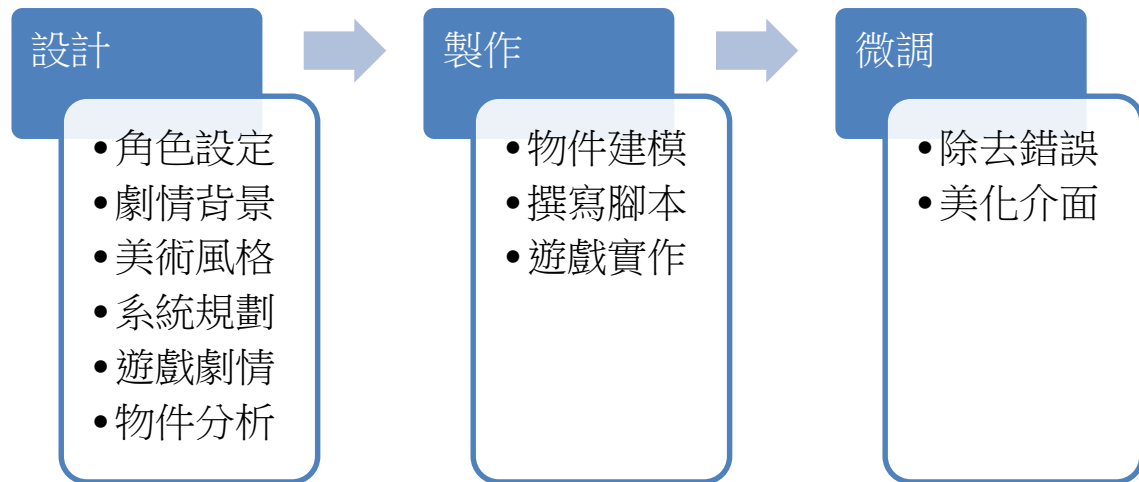 設計
•角色設定
•劇情背景
•美術風格
•系統規劃
•遊戲劇情
•物件分析
製作
•物件建模
•撰寫腳本
•遊戲實作
微調
•除去錯誤
•美化介面